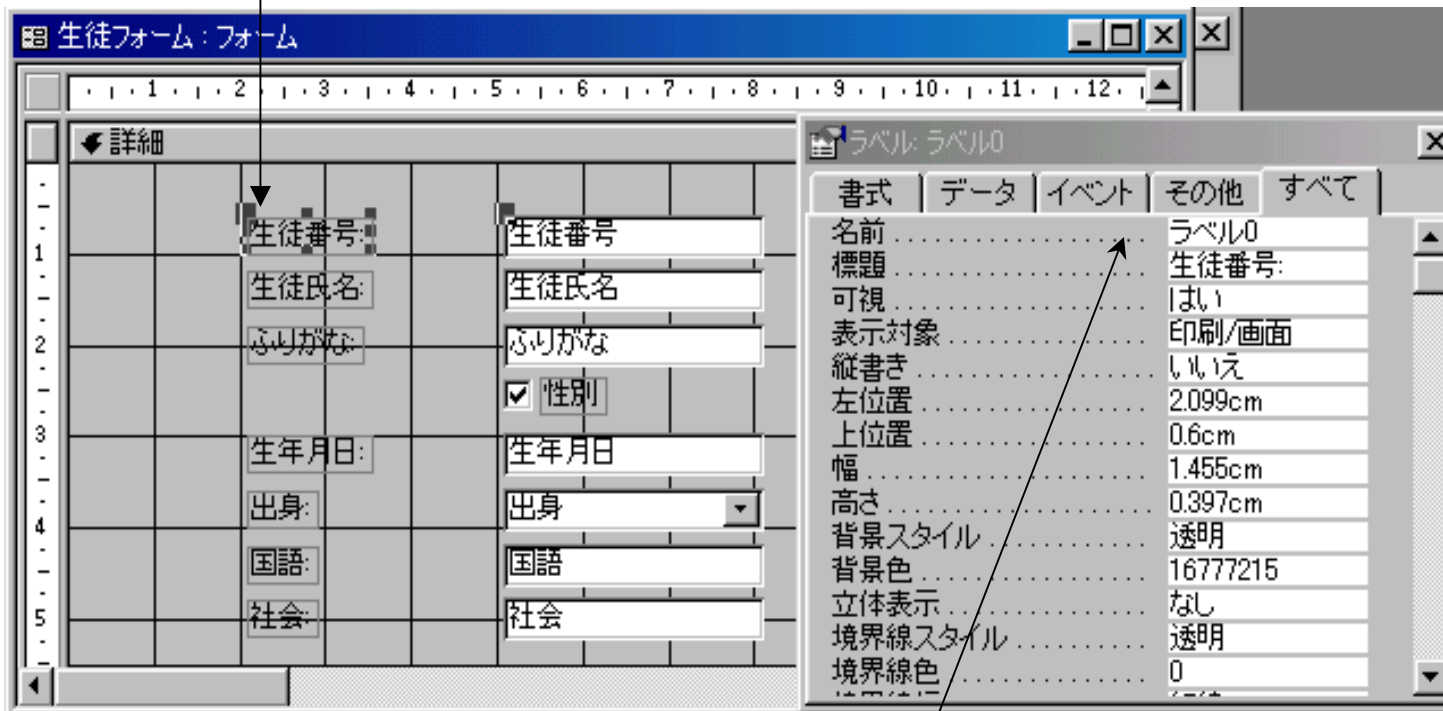 生徒フォーム : フォーム
1 2 3 4 5 6 7 8 9 10 11 12
詳細
生徒番号: 生徒番号
生徒氏名: 生徒氏名
ふりがな: ふりがな
性別
生年月日: 生年月日
出身: 出身
国語: 国語
社会: 社会
1
2
3
4
5
ラベル: ラベル0
書式 データ イベント その他 すべて
名前 ラベル0
標題 生徒番号:
可視 はい
表示対象 印刷/画面
縦書き いいえ
左位置 2.099cm
上位置 0.6cm
幅 1.455cm
高さ 0.397cm
背景スタイル 透明
背景色 16777215
立体表示 なし
境界線スタイル 透明
境界線色 0